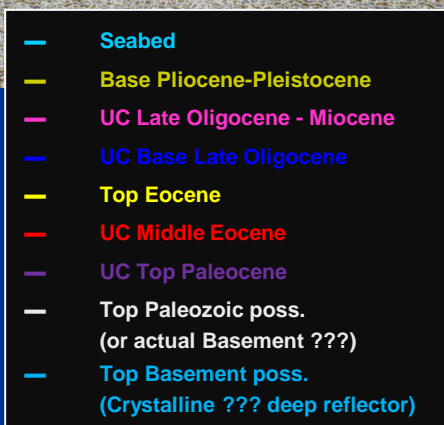 Seabed
Base Pliocene-Pleistocene
UC Late Oligocene - Miocene
UC Base Late Oligocene
Top Eocene
UC Middle Eocene
UC Top Paleocene
Top Paleozoic poss.
(or actual Basement ???)
Top Basement poss.
(Crystalline ??? deep reflector)